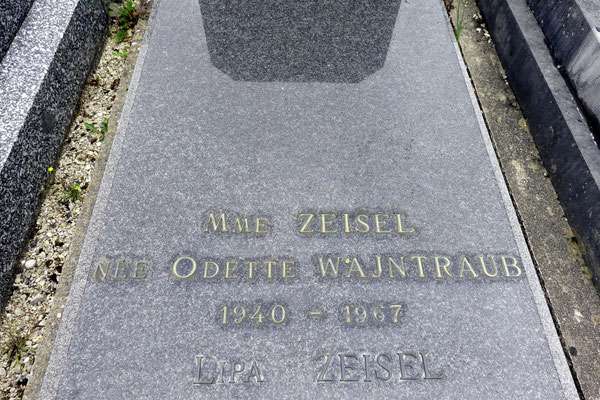 Mme ZEISEL
NÉE ODETTE WAJNTRAUB
1940 - 1967
LIPA ZEISEL